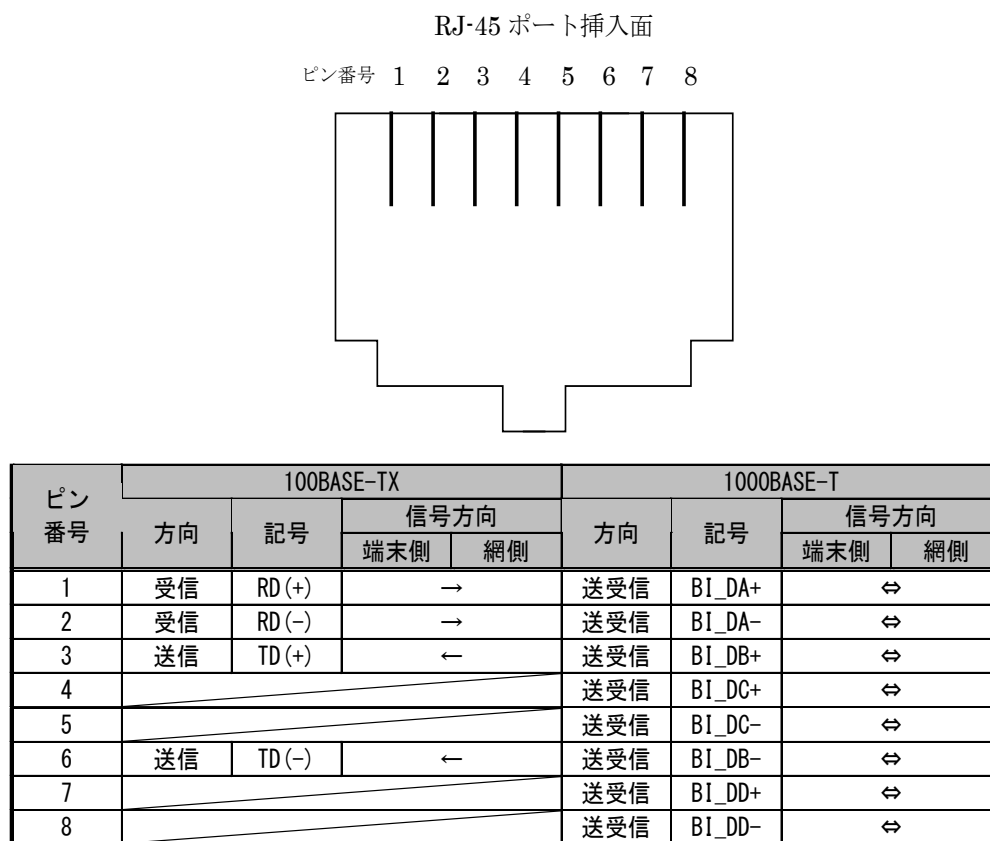 RJ-45 ポート挿入面
ピン番号 1 2 3 4 5 6 7 8
ピン番号 100BASE-TX 1000BASE-T
方向 記号 信号方向 方向 記号 信号方向
端末側 網側 端末側 網側
1 受信 RD(+) → 送受信 BI_DA+ ⇔
2 受信 RD(-) → 送受信 BI_DA- ⇔
3 送信 TD(+) ← 送受信 BI_DB+ ⇔
4 送受信 BI_DC+ ⇔
5 送受信 BI_DC- ⇔
6 送信 TD(-) ← 送受信 BI_DB- ⇔
7 送受信 BI_DD+ ⇔
8 送受信 BI_DD- ⇔